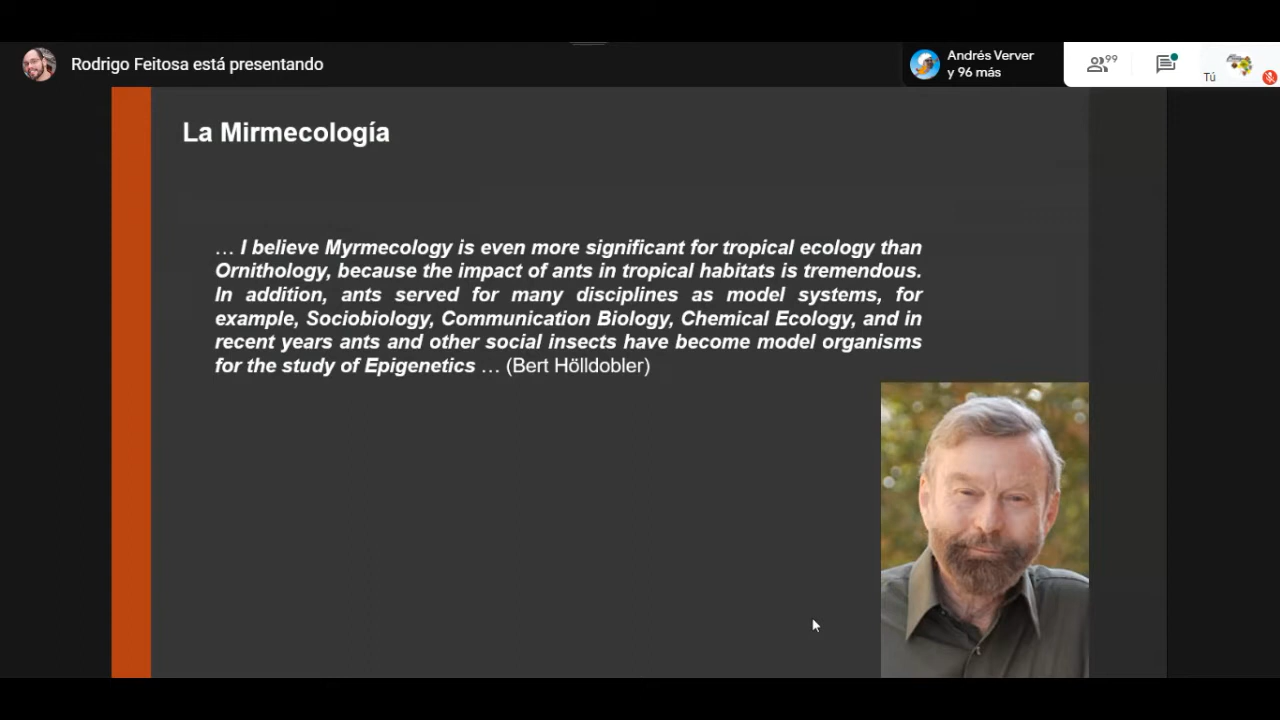 Rodrigo Feitosa está presentando
Andrés Verver
y 96 más
99
Tú
La Mirmecología
… I believe Myrmecology is even more significant for tropical ecology than
Ornithology, because the impact of ants in tropical habitats is tremendous.
In addition, ants served for many disciplines as model systems, for
example, Sociobiology, Communication Biology, Chemical Ecology, and in
recent years ants and other social insects have become model organisms
for the study of Epigenetics … (Bert Hölldobler)